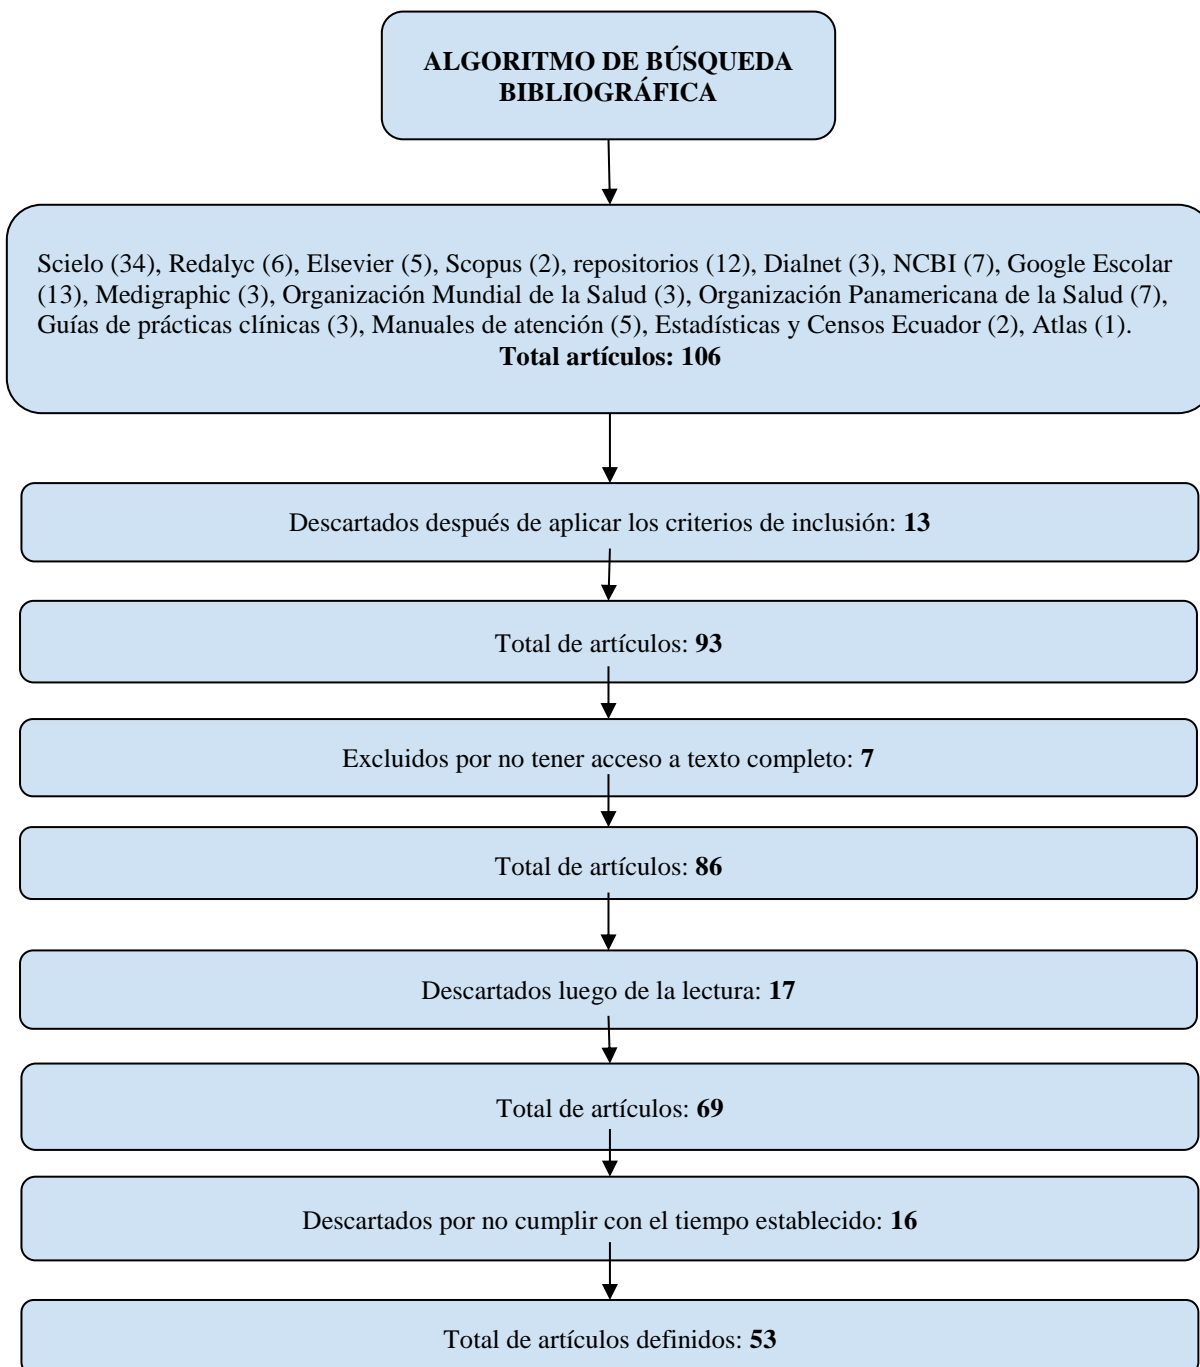 ALGORITMO DE BÚSQUEDA
BIBLIOGRÁFICA
Scielo (34), Redalyc (6), Elsevier (5), Scopus (2), repositorios (12), Dialnet (3), NCBI (7), Google Escolar
(13), Medigraphic (3), Organización Mundial de la Salud (3), Organización Panamericana de la Salud (7),
Guías de prácticas clínicas (3), Manuales de atención (5), Estadísticas y Censos Ecuador (2), Atlas (1).
Total artículos: 106
Descartados después de aplicar los criterios de inclusión: 13
Total de artículos: 93
Excluidos por no tener acceso a texto completo: 7
Total de artículos: 86
Descartados luego de la lectura: 17
Total de artículos: 69
Descartados por no cumplir con el tiempo establecido: 16
Total de artículos definidos: 53